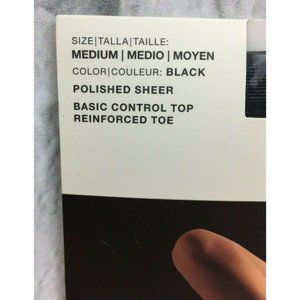 SIZE|TALLA|TAILLE:
MEDIUM | MEDIO | MOYEN
COLOR|COULEUR: BLACK
POLISHED SHEER
BASIC CONTROL TOP
REINFORCED TOE